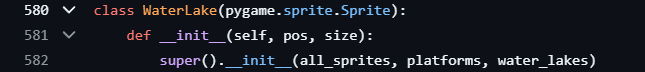 580 class WaterLake(pygame.sprite.Sprite):
581 def __init__(self, pos, size):
582 super().__init__(all_sprites, platforms, water_lakes)